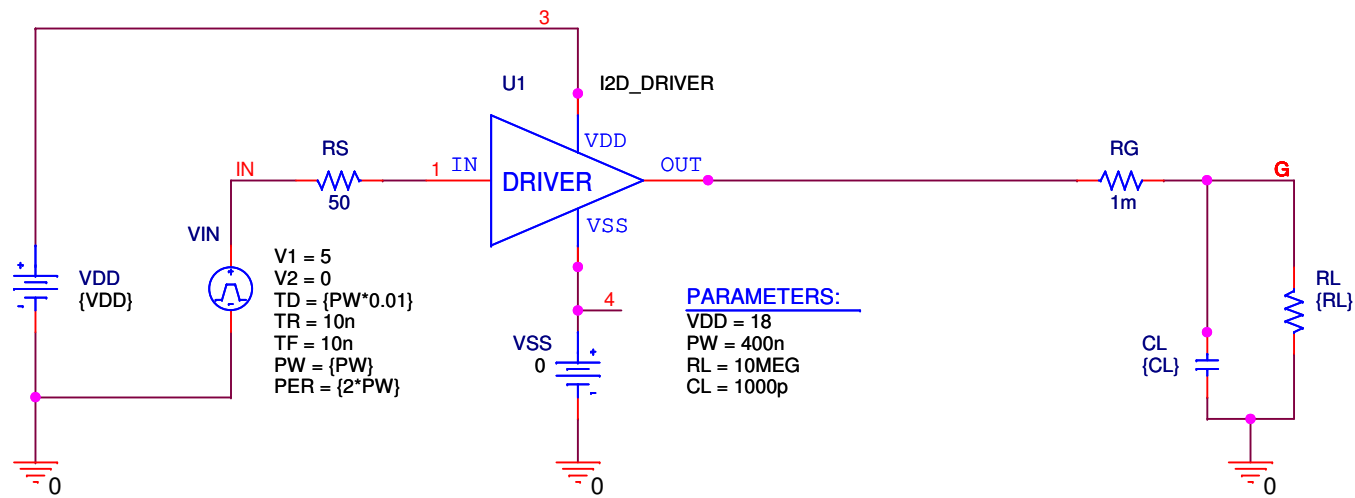 3
U1
I2D_DRIVER
VDD
RS
IN
1
IN
OUT
RG
G
DRIVER
50
1m
VSS
VIN
V1 = 5
V2 = 0
TD = {PW*0.01}
TR = 10n
TF = 10n
PW = {PW}
PER = {2*PW}
+
-
VDD
{VDD}
+
-
4
PARAMETERS:
VDD = 18
PW = 400n
RL = 10MEG
CL = 1000p
RL
{RL}
VSS
0
+
-
CL
{CL}
0
0
0